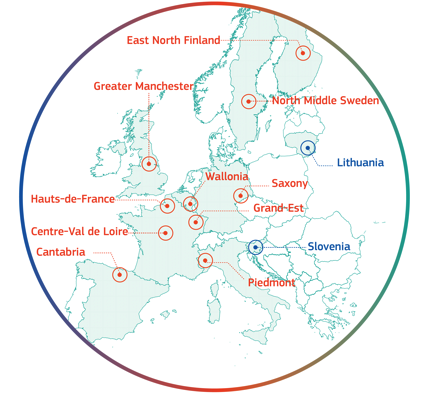 East North Finland
Greater Manchester
North Middle Sweden
Lithuania
Wallonia
Saxony
Hauts-de-France
Grand-Est
Centre-Val de Loire
Slovenia
Cantabria
Piedmont